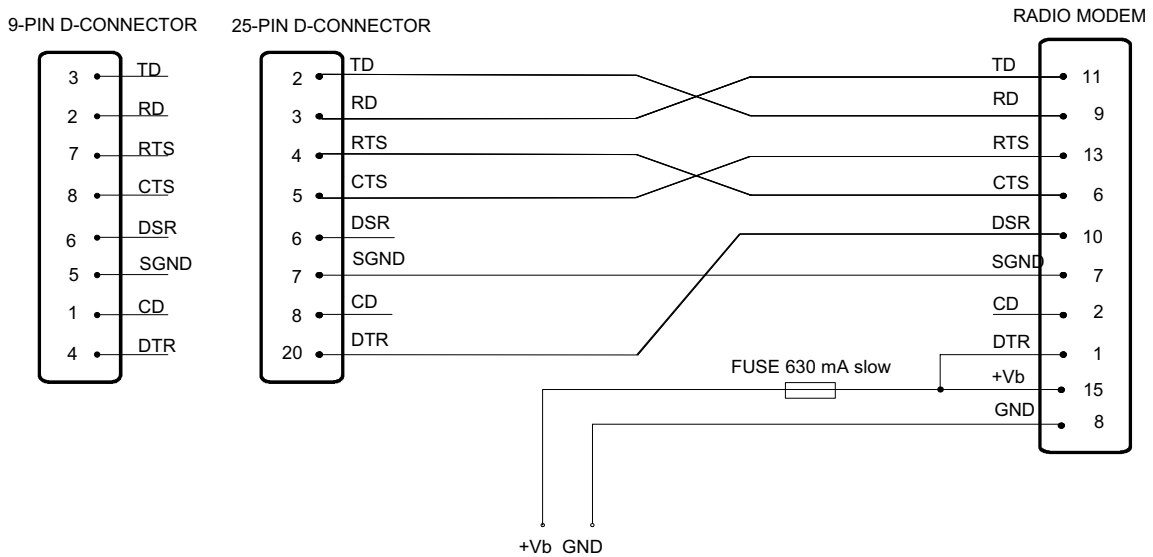 9-PIN D-CONNECTOR
25-PIN D-CONNECTOR
RADIO MODEM
3 TD
2 RD
7 RTS
8 CTS
6 DSR
5 SGND
1 CD
4 DTR
2 TD
3 RD
4 RTS
5 CTS
6 DSR
7 SGND
8 CD
20 DTR
TD 11
RD 9
RTS 13
CTS 6
DSR 10
SGND 7
CD 2
DTR 1
+Vb 15
GND 8
FUSE 630 mA slow
+Vb GND